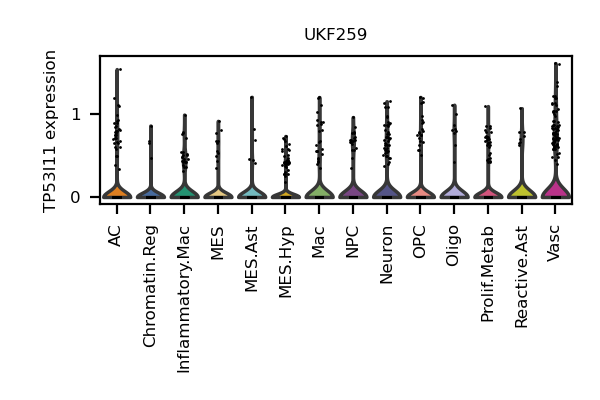 UKF259
TP53I11 expression
1
0
AC
Chromatin.Reg
Inflammatory.Mac
MES
MES.Ast
MES.Hyp
Mac
NPC
Neuron
OPC
Oligo
Prolif.Metab
Reactive.Ast
Vasc